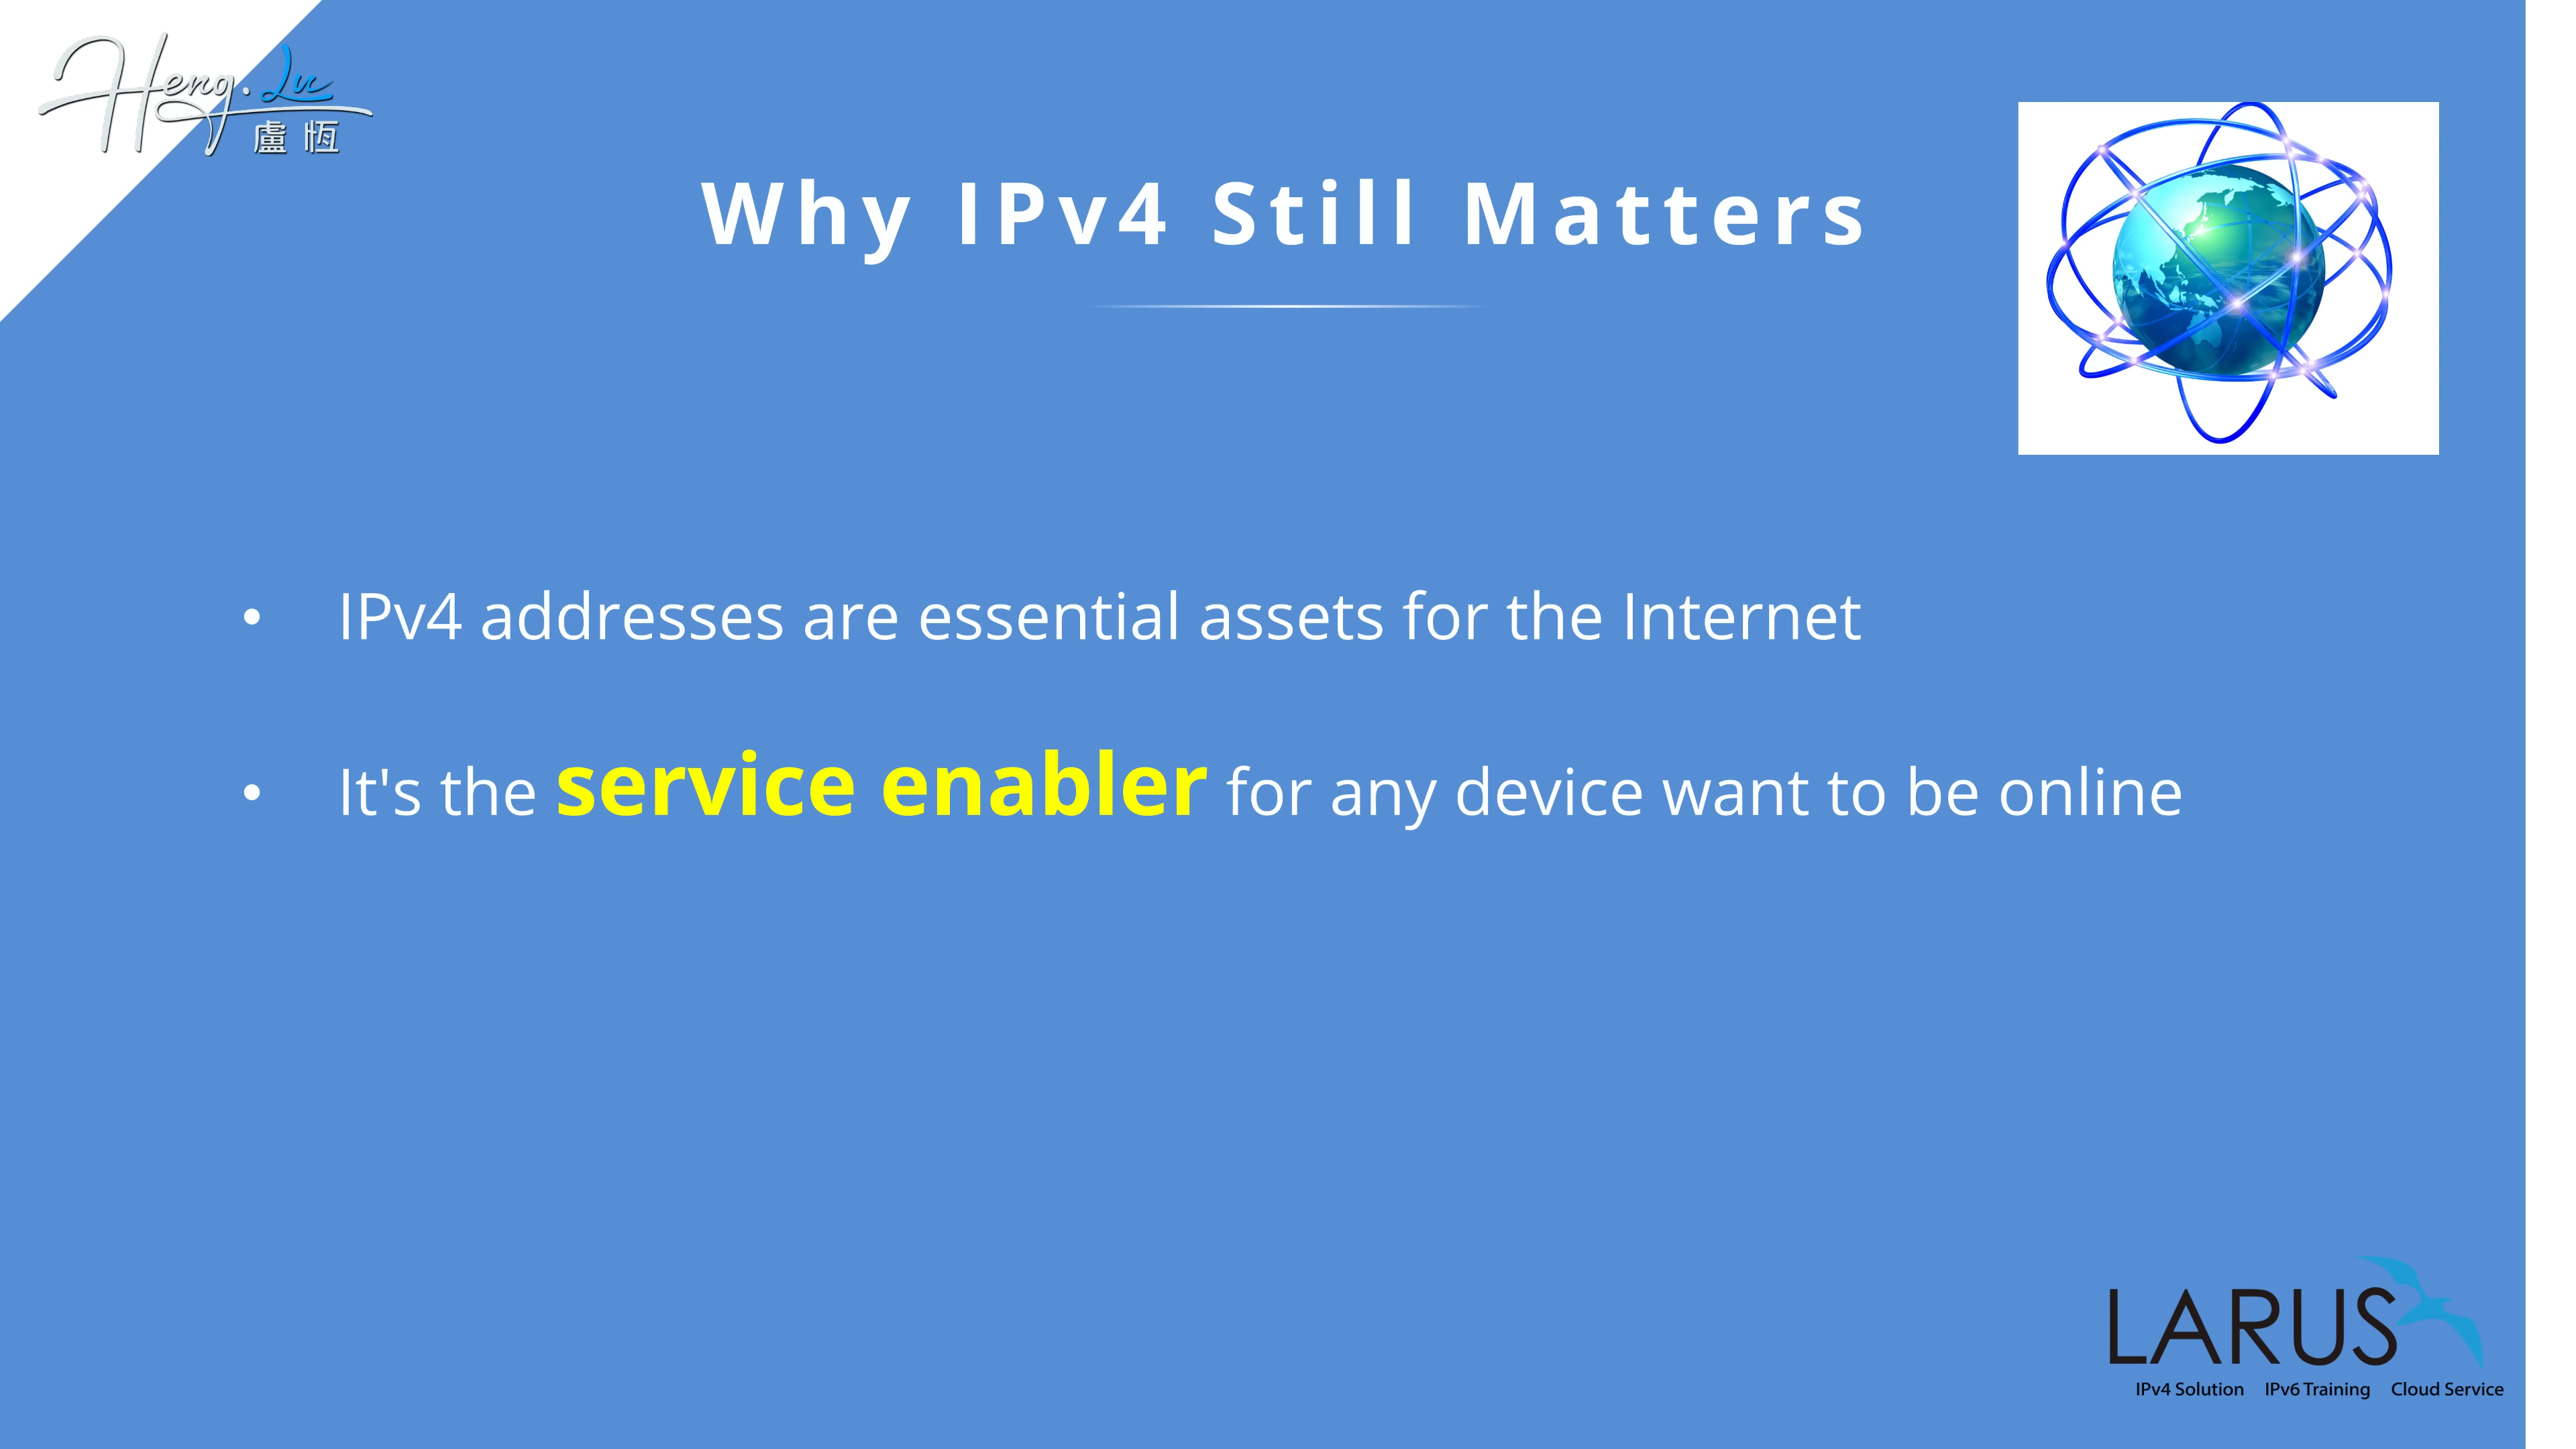 Heng.Lu
盧 恆
Why IPv4 Still Matters
• IPv4 addresses are essential assets for the Internet
• It's the service enabler for any device want to be online
LARUS
IPv4 Solution IPv6 Training Cloud Service